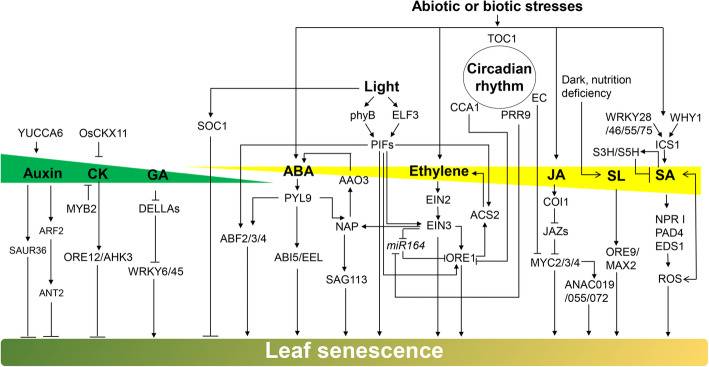 Abiotic or biotic stresses
TOC1
Circadian
rhythm
Light
EC
Dark, nutrition
deficiency
phyB
ELF3
CCA1
PRR9
WRKY28
/46/55/75
WHY1
YUCCA6
OsCKX11
SOC1
PIFs
ICS1
S3H/S5H
Auxin
CK
GA
ABA
AAO3
Ethylene
JA
SL
SA
MYB2
DELLAs
PYL9
EIN2
ACS2
COI1
NPR I
PAD4
EDS1
SAUR36
ARF2
ABF2/3/4
NAP
EIN3
miR164
JAZs
ORE12/AHK3
WRKY6/45
ABI5/EEL
ORE1
MYC2/3/4
ORE9/
MAX2
ROS
ANT2
SAG113
ANAC019
/055/072
Leaf senescence